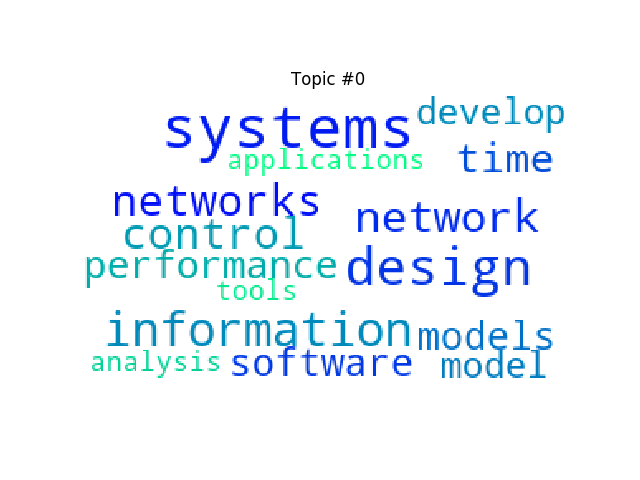 Topic #0
systems develop
applications time
networks network
control
performance design
tools
information models
analysis software model